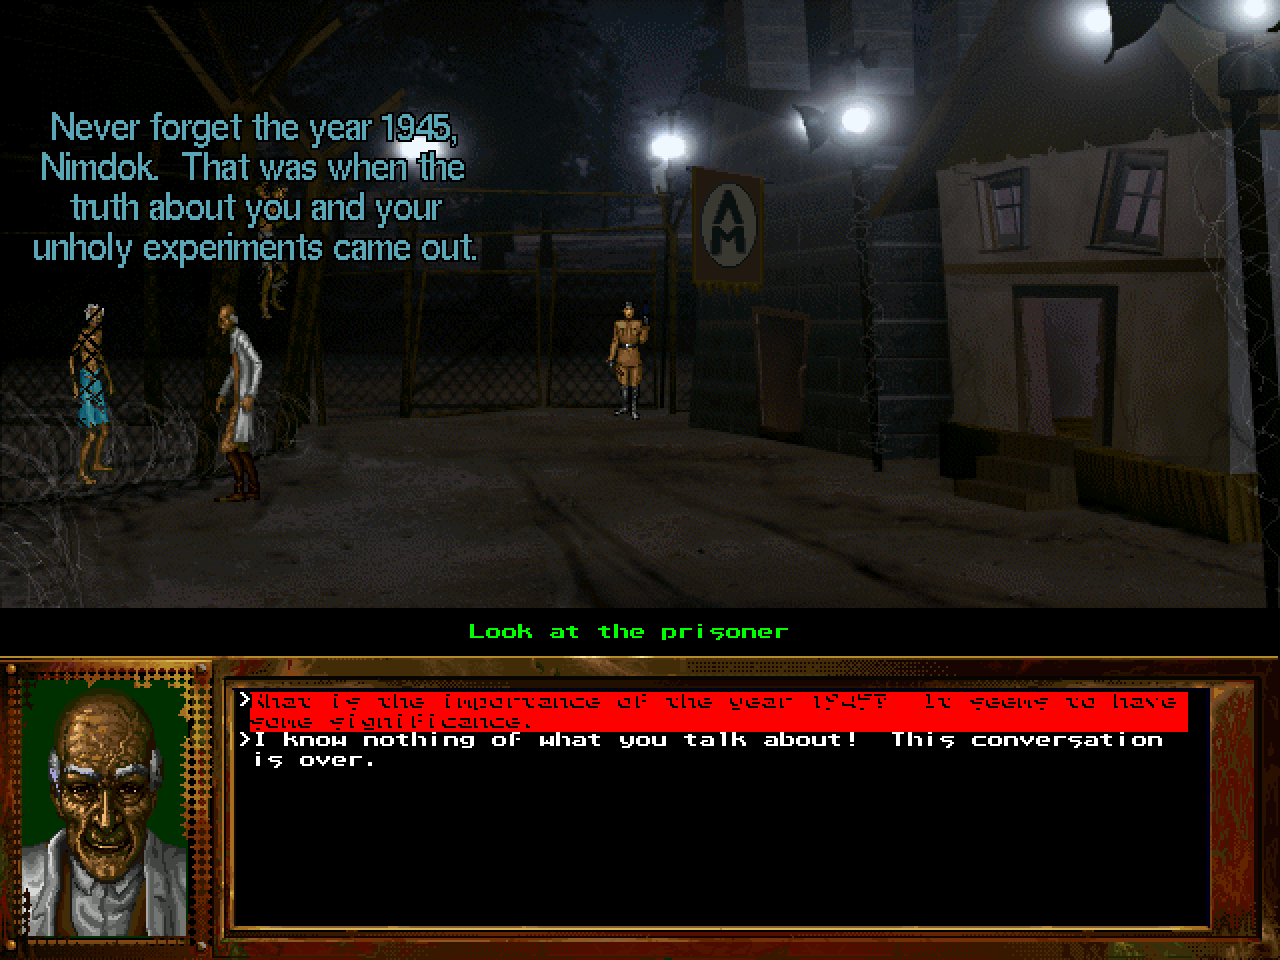 Never forget the year 1945,
Nimdok.  That was when the
truth about you and your
unholy experiments came out.
AM
Look at the prisoner
>What is the importance of the year 1945?  It seems to have
some significance.
>I know nothing of what you talk about!  This conversation
is over.